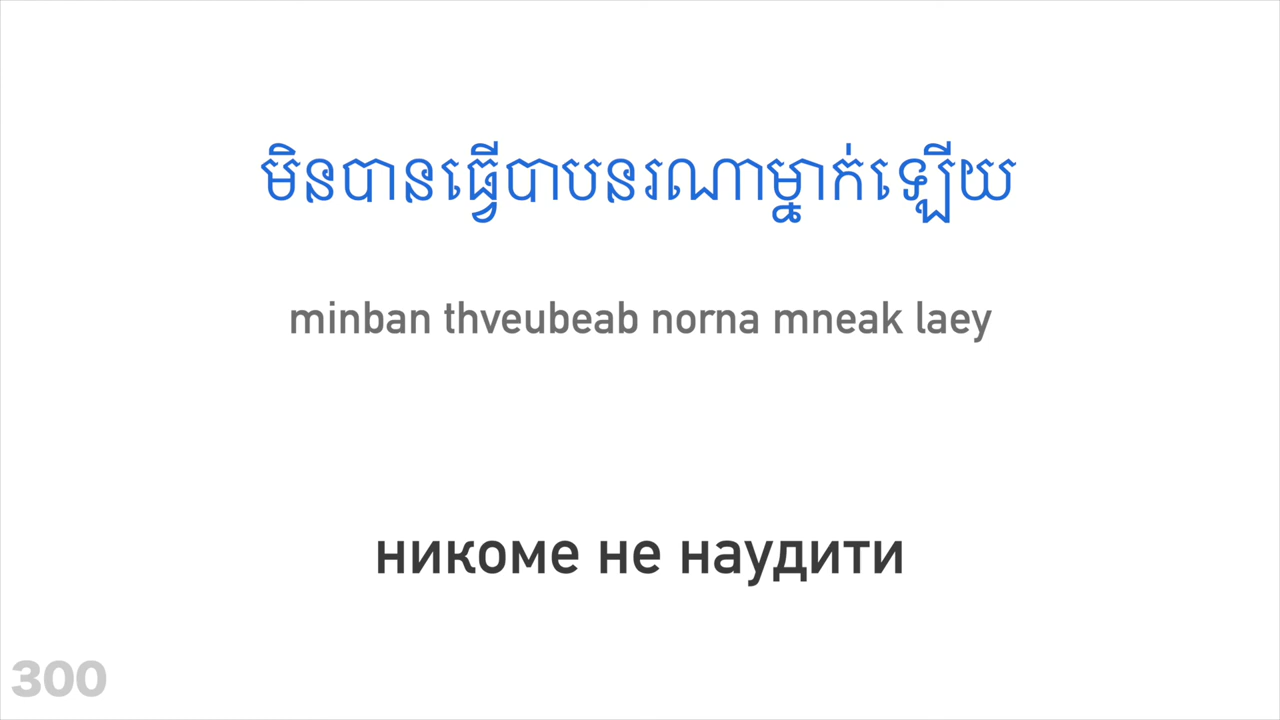 មិនបានធ្វើបាបនរណាម្នាក់ឡើយ
minban thveubeab norna mneak laey
никоме не наудити
300